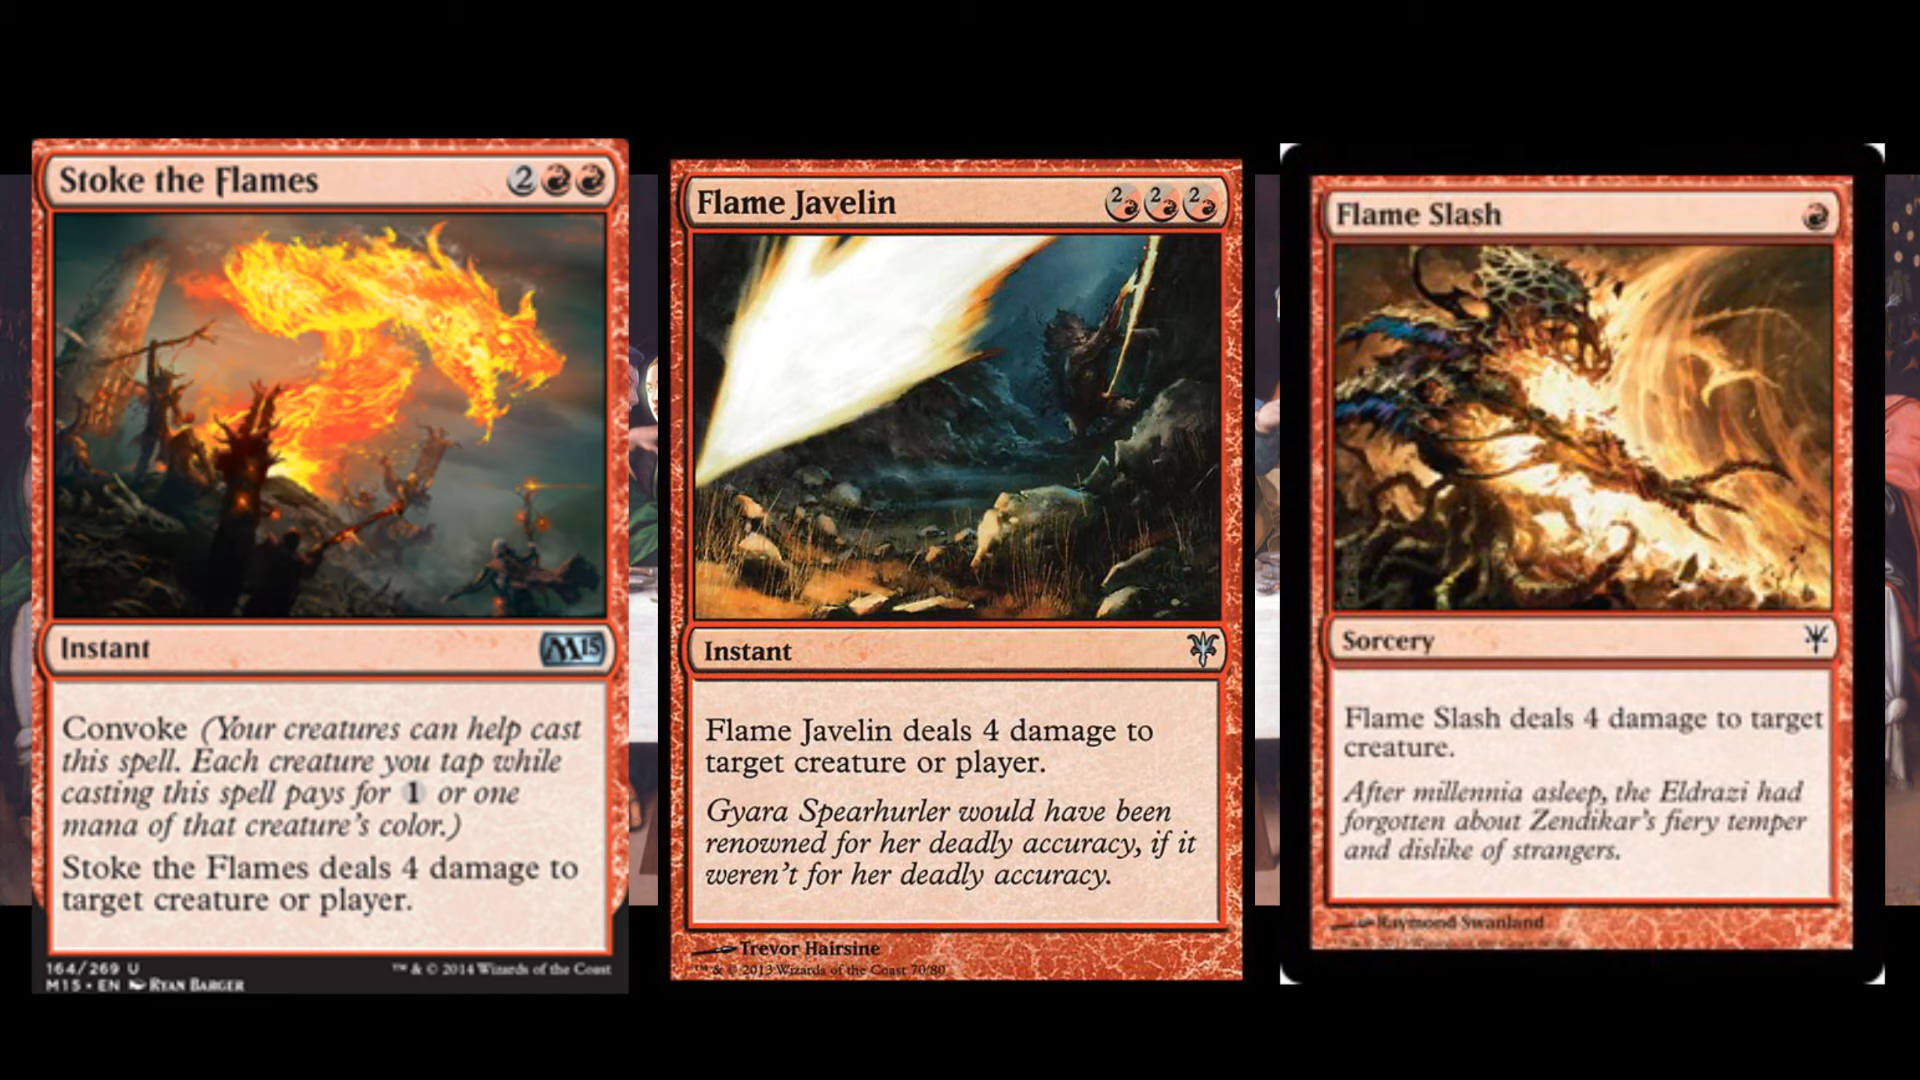 Stoke the Flames 2
Convoke (Your creatures can help cast
this spell. Each creature you tap while
casting this spell pays for 1 or one
mana of that creature's color.)
Stoke the Flames deals 4 damage to
target creature or player.
Instant M15
164/269 U
M15 • EN Ryan Barger
™ & © 2014 Wizards of the Coast
Flame Javelin 2 2 2
Instant
Flame Javelin deals 4 damage to
target creature or player.
Gyara Spearhurler would have been
renowned for her deadly accuracy, if it
weren't for her deadly accuracy.
Trevor Hairsine
™ & © 2013 Wizards of the Coast 70/80
Flame Slash
Sorcery
Flame Slash deals 4 damage to target
creature.
After millennia asleep, the Eldrazi had
forgotten about Zendikar's fiery temper
and dislike of strangers.
Raymond Swanland